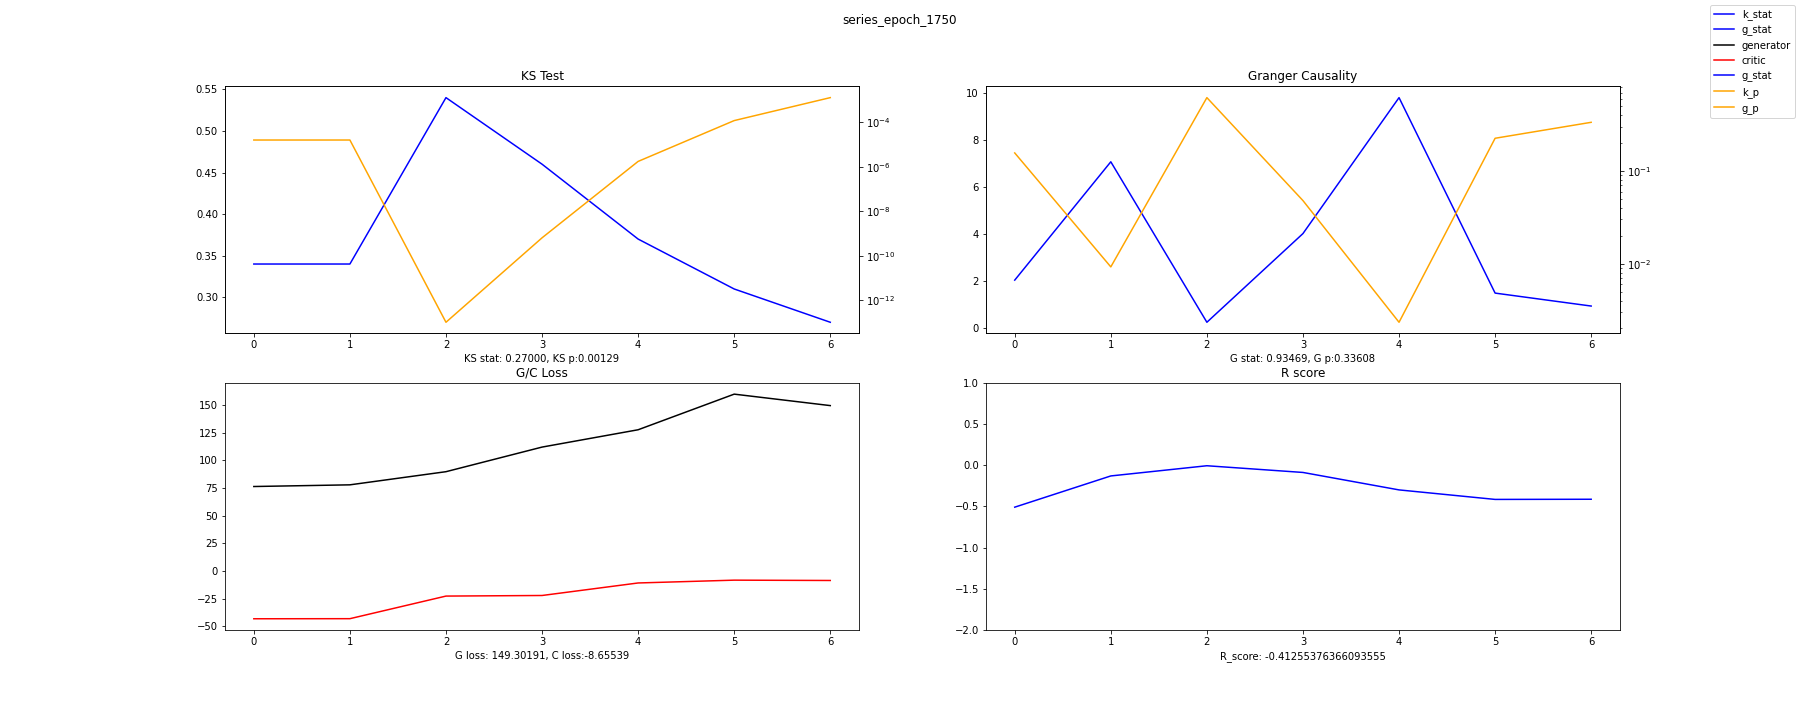 series_epoch_1750
k_stat
g_stat
generator
critic
g_stat
k_p
g_p
KS Test
0.55
0.50
0.45
0.40
0.35
0.30
10⁻⁴
10⁻⁶
10⁻⁸
10⁻¹⁰
10⁻¹²
0 1 2 3 4 5 6
KS stat: 0.27000, KS p:0.00129
Granger Causality
10
8
6
4
2
0
10⁻¹
10⁻²
0 1 2 3 4 5 6
G stat: 0.93469, G p:0.33608
G/C Loss
150
125
100
75
50
25
0
−25
−50
0 1 2 3 4 5 6
G loss: 149.30191, C loss:-8.65539
R score
1.0
0.5
0.0
−0.5
−1.0
−1.5
−2.0
0 1 2 3 4 5 6
R_score: -0.41255376366093555